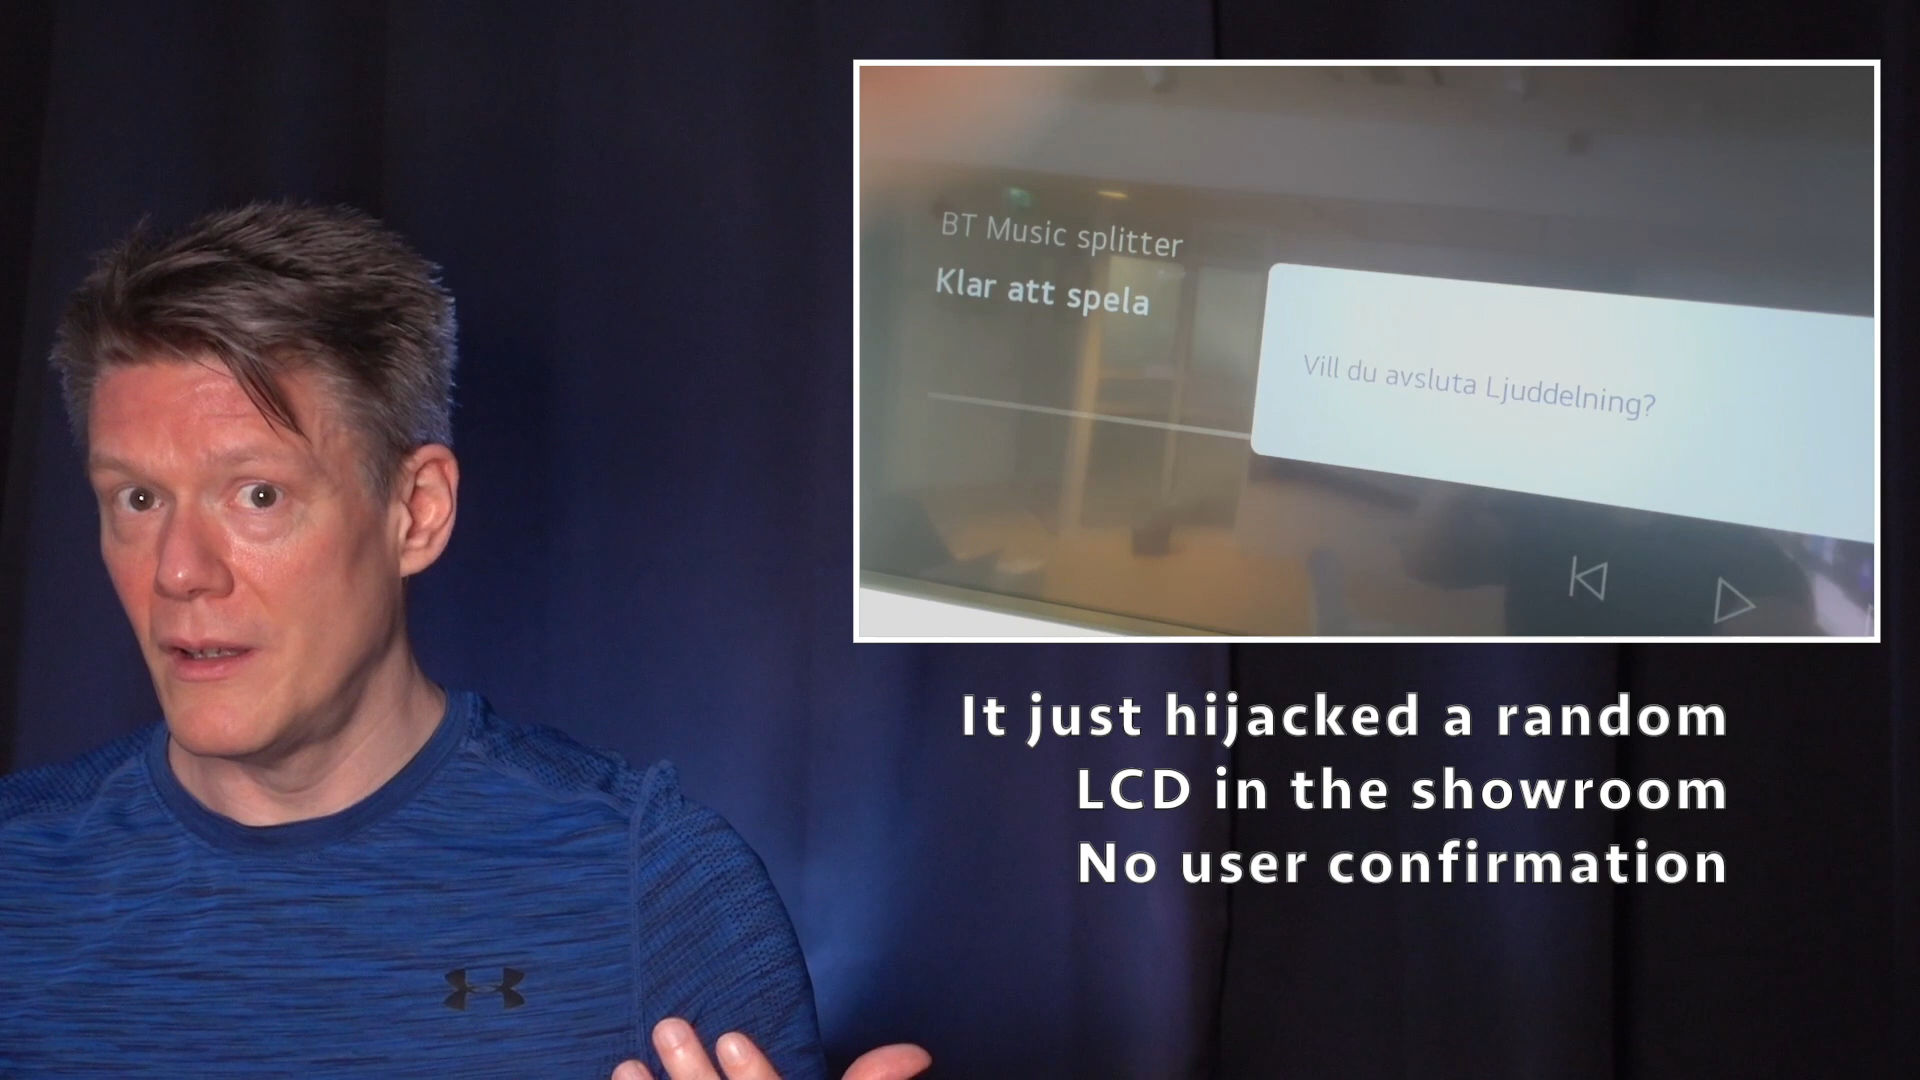 BT Music splitter
Klar att spela
Vill du avsluta Ljuddelning?
It just hijacked a random
LCD in the showroom
No user confirmation